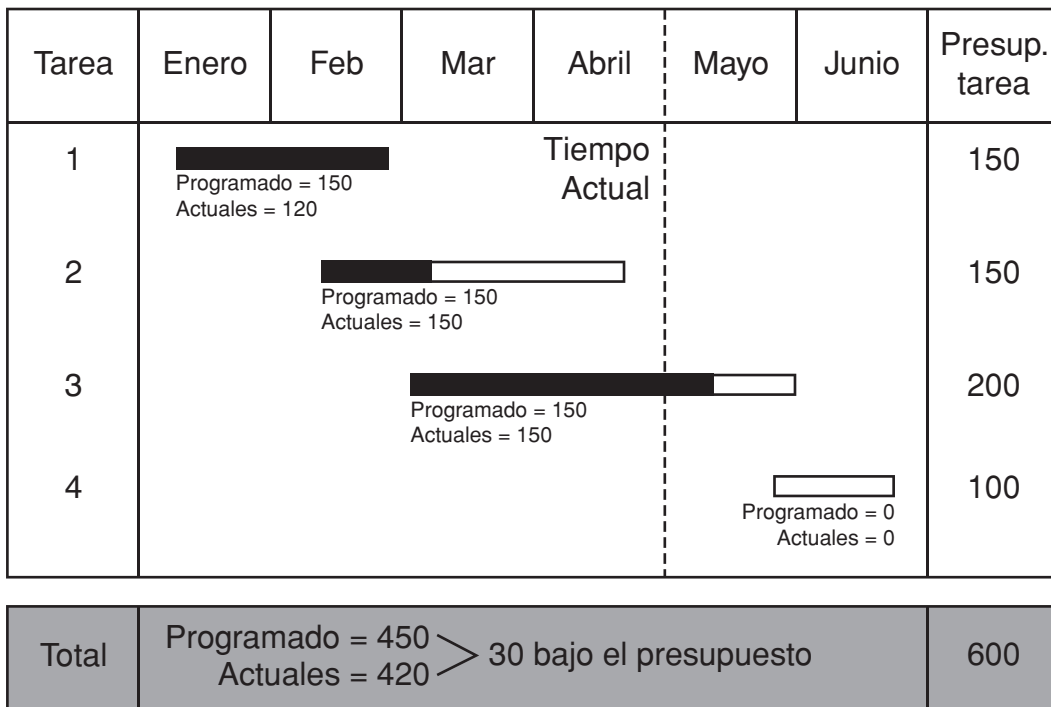 Tarea Enero Feb Mar Abril Mayo Junio Presup.
tarea
Tiempo
Actual
1 150
Programado = 150
Actuales = 120
2 150
Programado = 150
Actuales = 150
3 200
Programado = 150
Actuales = 150
4 100
Programado = 0
Actuales = 0
Total Programado = 450 30 bajo el presupuesto 600
Actuales = 420